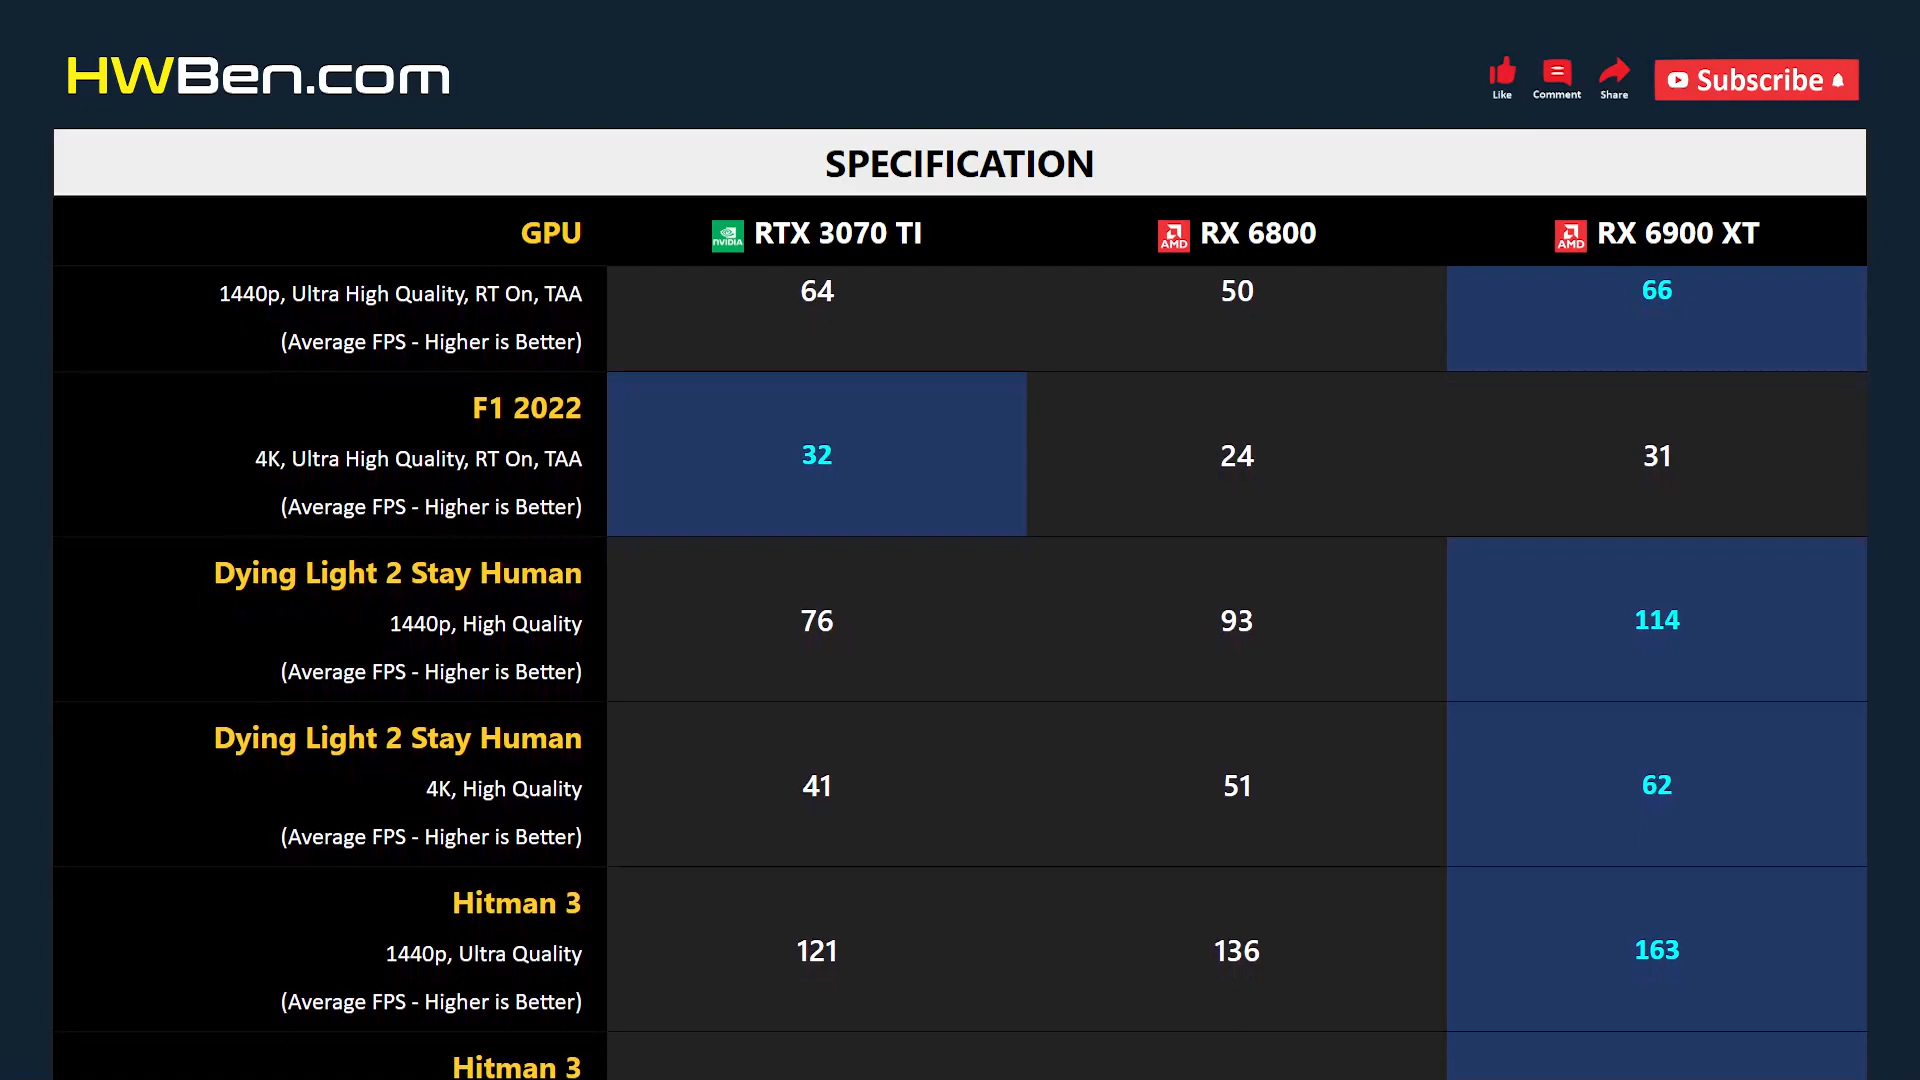 HWBen.com
Like
Comment
Share
Subscribe
SPECIFICATION
GPU
NVIDIA RTX 3070 TI
AMD RX 6800
AMD RX 6900 XT
1440p, Ultra High Quality, RT On, TAA
(Average FPS - Higher is Better)
64
50
66
F1 2022
4K, Ultra High Quality, RT On, TAA
(Average FPS - Higher is Better)
32
24
31
Dying Light 2 Stay Human
1440p, High Quality
(Average FPS - Higher is Better)
76
93
114
Dying Light 2 Stay Human
4K, High Quality
(Average FPS - Higher is Better)
41
51
62
Hitman 3
1440p, Ultra Quality
(Average FPS - Higher is Better)
121
136
163
Hitman 3